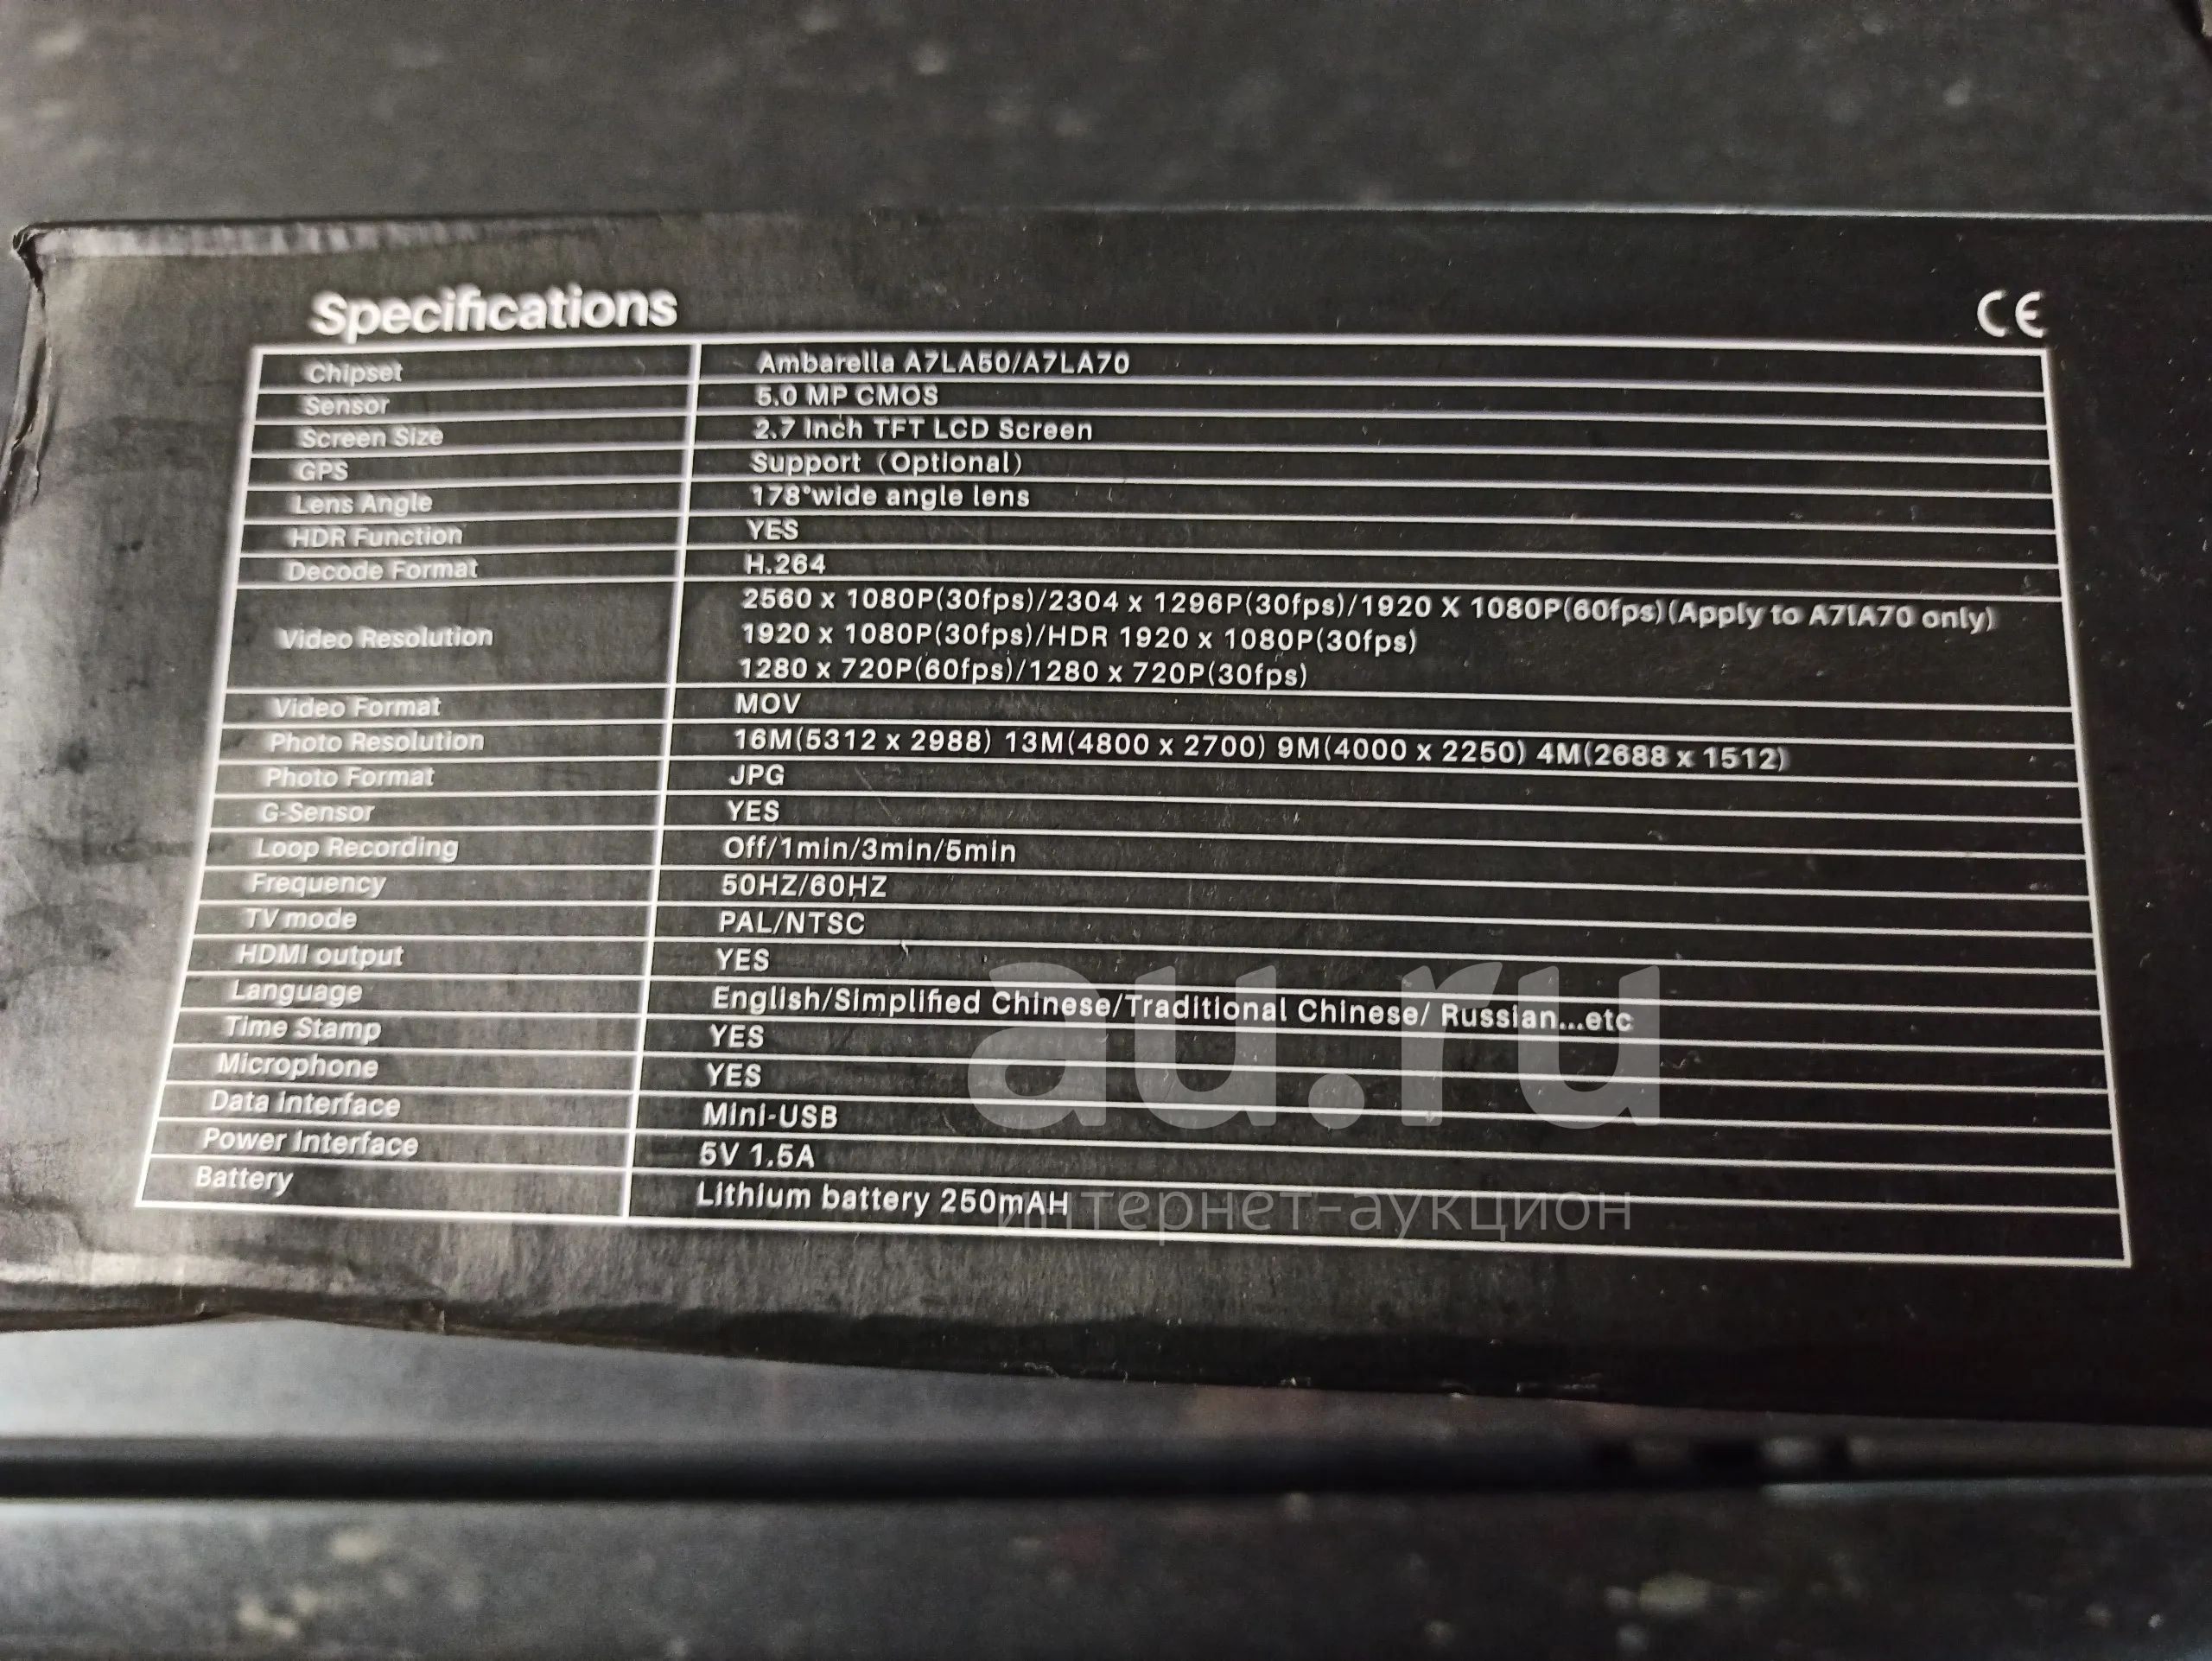 Specifications
CE
Chipset Ambarella A7LA50/A7LA70
Sensor 5.0 MP CMOS
Screen Size 2.7 Inch TFT LCD Screen
GPS Support (Optional)
Lens Angle 178°wide angle lens
HDR Function YES
Decode Format H.264
Video Resolution 2560 x 1080P(30fps)/2304 x 1296P(30fps)/1920 X 1080P(60fps)(Apply to A7lA70 only)
1920 x 1080P(30fps)/HDR 1920 x 1080P(30fps)
1280 x 720P(60fps)/1280 x 720P(30fps)
Video Format MOV
Photo Resolution 16M(5312 x 2988) 13M(4800 x 2700) 9M(4000 x 2250) 4M(2688 x 1512)
Photo Format JPG
G-Sensor YES
Loop Recording Off/1min/3min/5min
Frequency 50HZ/60HZ
TV mode PAL/NTSC
HDMI output YES
Language English/Simplified Chinese/Traditional Chinese/ Russian...etc
Time Stamp YES
Microphone YES
Data interface Mini-USB
Power Interface 5V 1.5A
Battery Lithium battery 250mAH
au.ru
интернет-аукцион